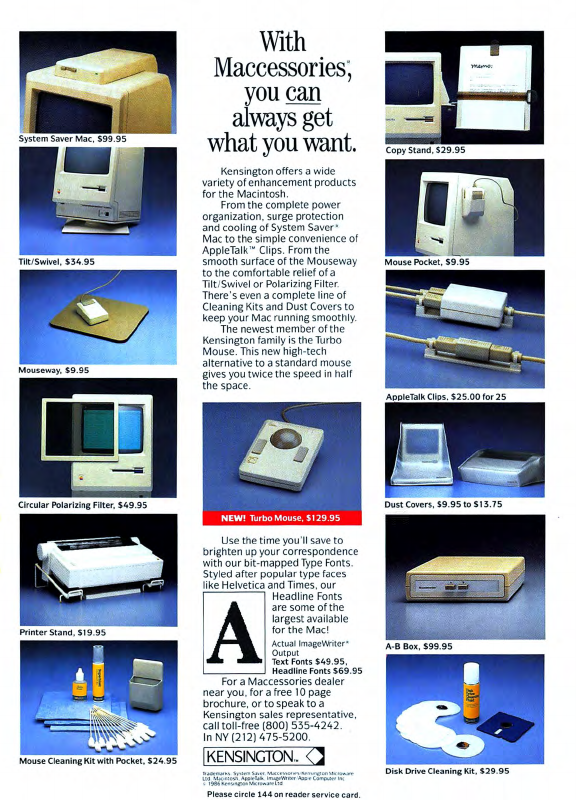 With
Maccessories,®
you can
always get
what you want.
System Saver Mac, $99.95
Tilt/Swivel, $34.95
Mouseway, $9.95
Circular Polarizing Filter, $49.95
Printer Stand, $19.95
Mouse Cleaning Kit with Pocket, $24.95
Kensington offers a wide
variety of enhancement products
for the Macintosh.
From the complete power
organization, surge protection
and cooling of System Saver®
Mac to the simple convenience of
AppleTalk™ Clips. From the
smooth surface of the Mouseway
to the comfortable relief of a
Tilt/Swivel or Polarizing Filter.
There's even a complete line of
Cleaning Kits and Dust Covers to
keep your Mac running smoothly.
The newest member of the
Kensington family is the Turbo
Mouse. This new high-tech
alternative to a standard mouse
gives you twice the speed in half
the space.
NEW! Turbo Mouse, $129.95
Use the time you'll save to
brighten up your correspondence
with our bit-mapped Type Fonts.
Styled after popular type faces
like Helvetica and Times, our
Headline Fonts
are some of the
largest available
for the Mac!
A
Actual ImageWriter®
Output
Text Fonts $49.95,
Headline Fonts $69.95
For a Maccessories dealer
near you, for a free 10 page
brochure, or to speak to a
Kensington sales representative,
call toll-free (800) 535-4242.
In NY (212) 475-5200.
KENSINGTON™
Trademarks: System Saver, Maccessories-Kensington Microware
Ltd. Macintosh, AppleTalk, ImageWriter-Apple Computer Inc.
© 1986 Kensington Microware Ltd.
Please circle 144 on reader service card.
Memo:
Copy Stand, $29.95
Mouse Pocket, $9.95
AppleTalk Clips, $25.00 for 25
Dust Covers, $9.95 to $13.75
A-B Box, $99.95
Disk Drive Cleaning Kit, $29.95